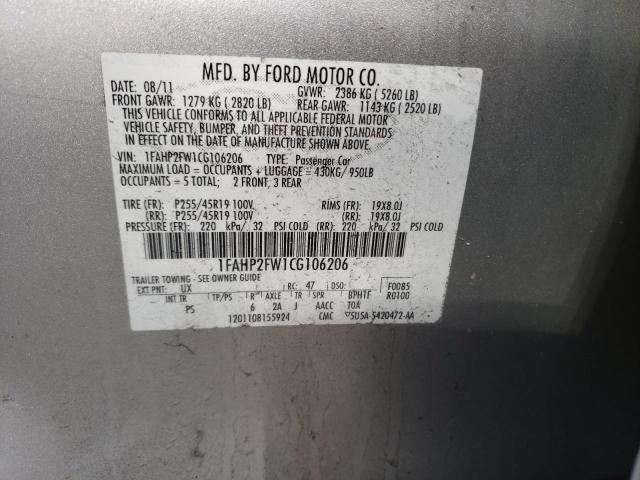 MFD. BY FORD MOTOR CO.
DATE: 08/11 GVWR: 2386 KG ( 5260 LB)
FRONT GAWR: 1279 KG ( 2820 LB) REAR GAWR: 1143 KG ( 2520 LB)
THIS VEHICLE CONFORMS TO ALL APPLICABLE FEDERAL MOTOR
VEHICLE SAFETY, BUMPER, AND THEFT PREVENTION STANDARDS
IN EFFECT ON THE DATE OF MANUFACTURE SHOWN ABOVE.
VIN: 1FAHP2FW1CG106206 TYPE: Passenger Car
MAXIMUM LOAD = OCCUPANTS + LUGGAGE = 430KG/ 950LB
OCCUPANTS = 5 TOTAL; 2 FRONT, 3 REAR
TIRE (FR): P255/45R19 100V RIMS (FR): 19X8.0J
(RR): P255/45R19 100V (RR): 19X8.0J
PRESSURE (FR): 220 kPa/ 32 PSI COLD (RR): 220 kPa/ 32 PSI COLD
1FAHP2FW1CG106206
TRAILER TOWING - SEE OWNER GUIDE F0085
EXT PNT: UX RC: 47 DSO: R0100
INT TR TP/PS R AXLE TR SPR BPHTF
PS 6 2A J AACC TOA
1201108155924 CMC 5U5A-5420472-AA